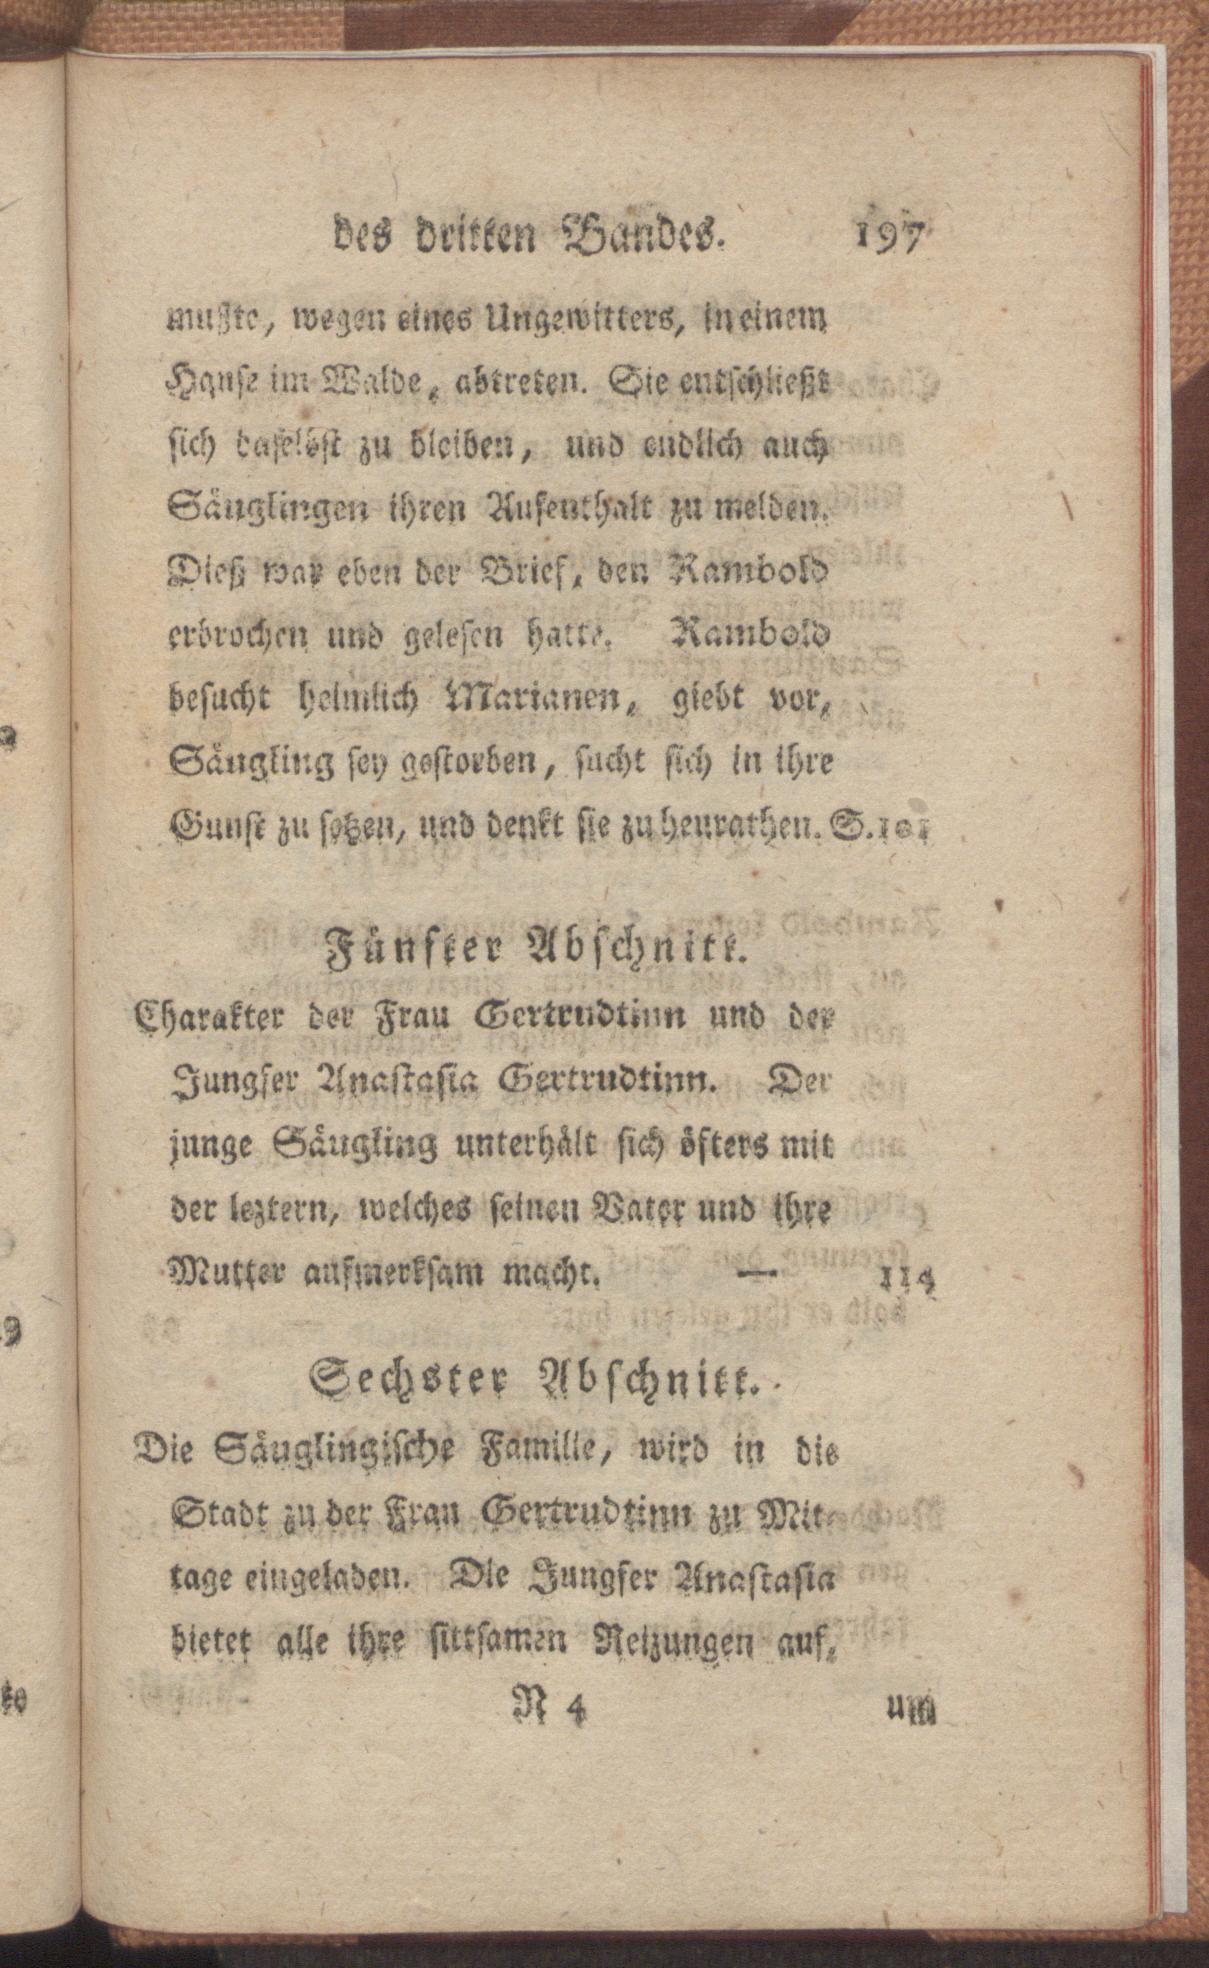 des dritten Bandes. 197
mußte, wegen eines Ungewitters, in einem
Hause im Walde, abtreten. Sie entschließt
sich daselbst zu bleiben, und endlich auch
Säuglingen ihren Aufenthalt zu melden.
Dieß war eben der Brief, den Rambold
erbrochen und gelesen hatte. Rambold
besucht heimlich Marianen, giebt vor,
Säugling sey gestorben, sucht sich in ihre
Gunst zu setzen, und denkt sie zu heurathen. S. 101
Fünfter Abschnitt.
Charakter der Frau Gertrudtinn und der
Jungfer Anastasia Gertrudtinn. Der
junge Säugling unterhält sich öfters mit
der leztern, welches seinen Vater und ihre
Mutter aufmerksam macht. — 114
Sechster Abschnitt.
Die Säuglingische Familie, wird in die
Stadt zu der Frau Gertrudtinn zu Mit-
tage eingeladen. Die Jungfer Anastasia
bietet alle ihre sittsamen Reizungen auf,
N 4 um